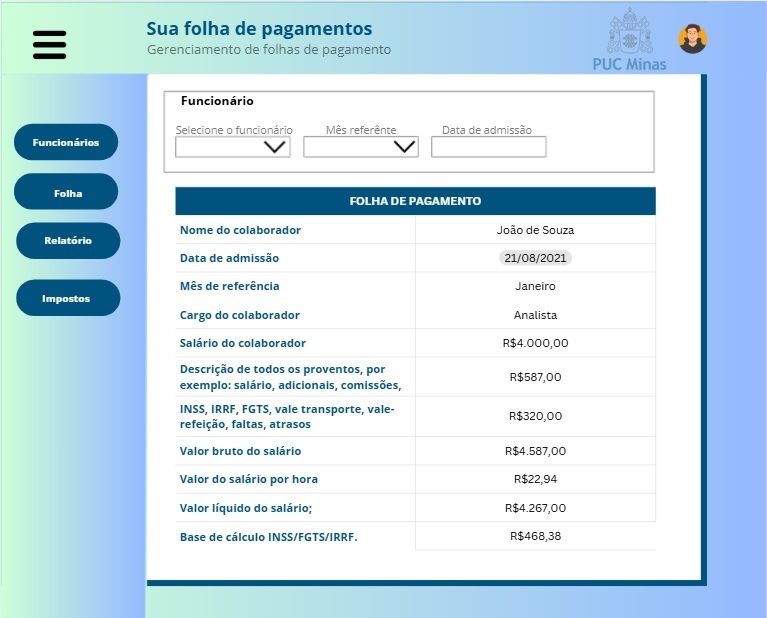 Sua folha de pagamentos
Gerenciamento de folhas de pagamento
PUC Minas
Funcionário
Selecione o funcionário
Mês referênte
Data de admissão
Funcionários
Folha
Relatório
Impostos
FOLHA DE PAGAMENTO
Nome do colaborador João de Souza
Data de admissão 21/08/2021
Mês de referência Janeiro
Cargo do colaborador Analista
Salário do colaborador R$4.000,00
Descrição de todos os proventos, por
exemplo: salário, adicionais, comissões,
R$587,00
INSS, IRRF, FGTS, vale transporte, vale-
refeição, faltas, atrasos
R$320,00
Valor bruto do salário R$4.587,00
Valor do salário por hora R$22,94
Valor líquido do salário; R$4.267,00
Base de cálculo INSS/FGTS/IRRF. R$468,38